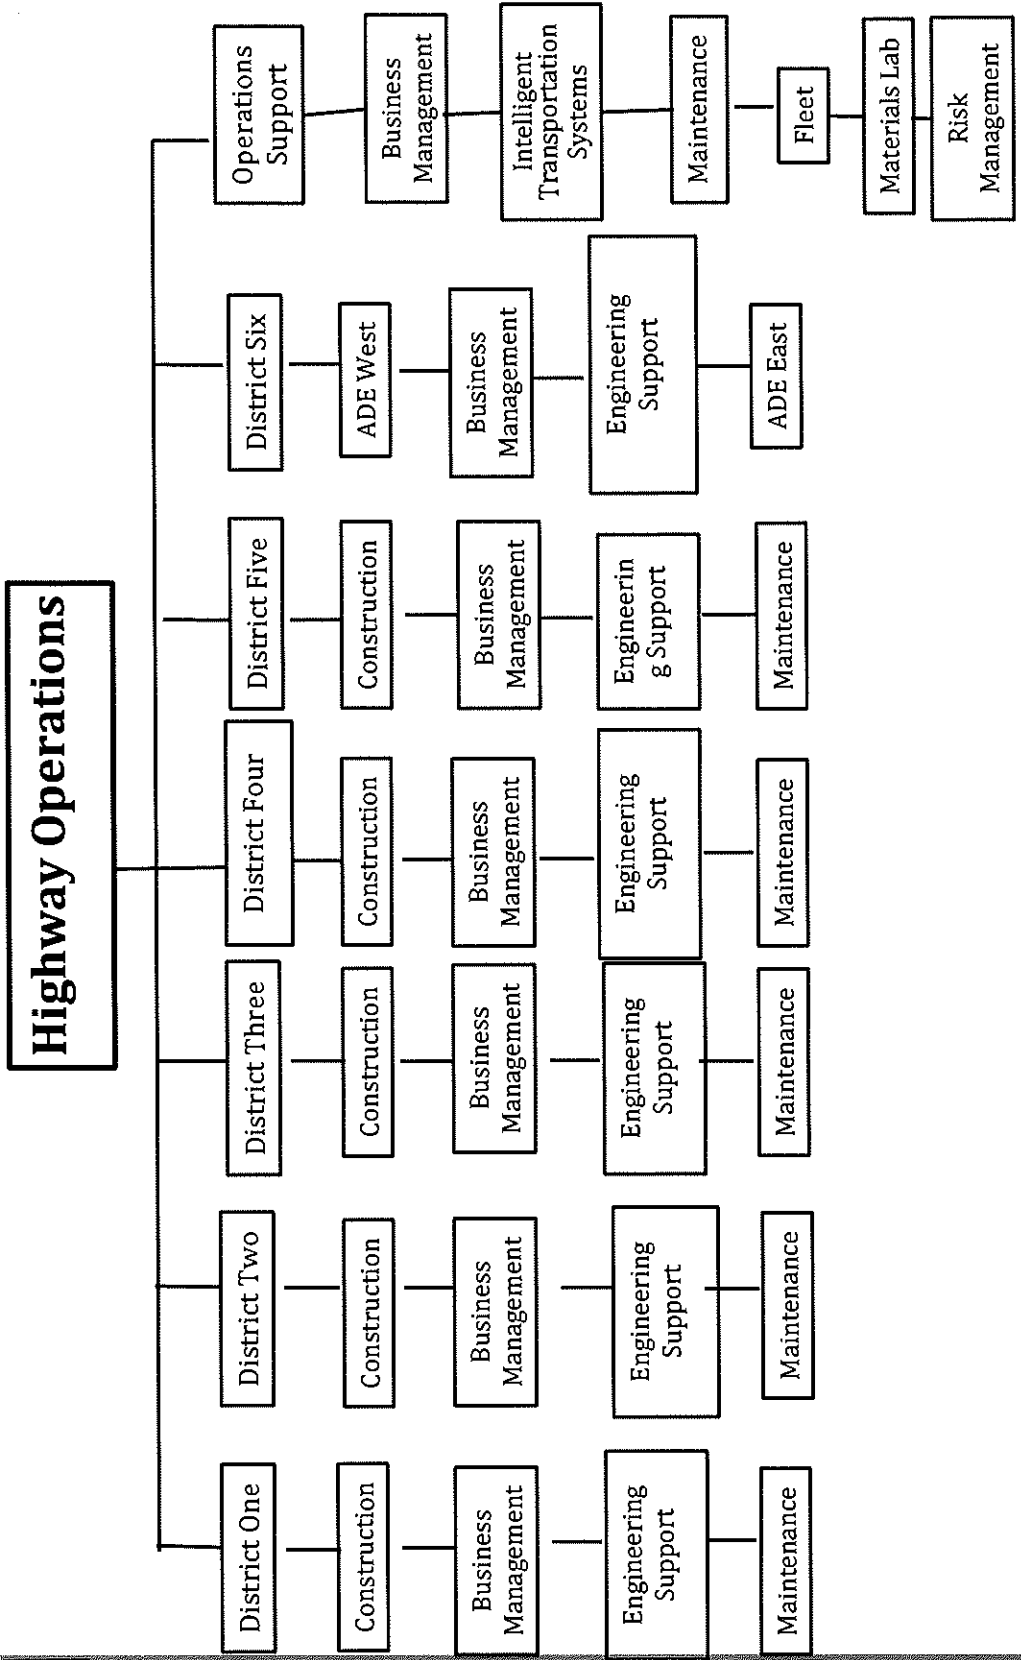 Highway Operations
District One
Construction
Business
Management
Engineering
Support
Maintenance
District Two
Construction
Business
Management
Engineering
Support
Maintenance
District Three
Construction
Business
Management
Engineering
Support
Maintenance
District Four
Construction
Business
Management
Engineering
Support
Maintenance
District Five
Construction
Business
Management
Engineerin
g Support
Maintenance
District Six
ADE West
Business
Management
Engineering
Support
ADE East
Operations
Support
Business
Management
Intelligent
Transportation
Systems
Maintenance
Fleet
Materials Lab
Risk
Management